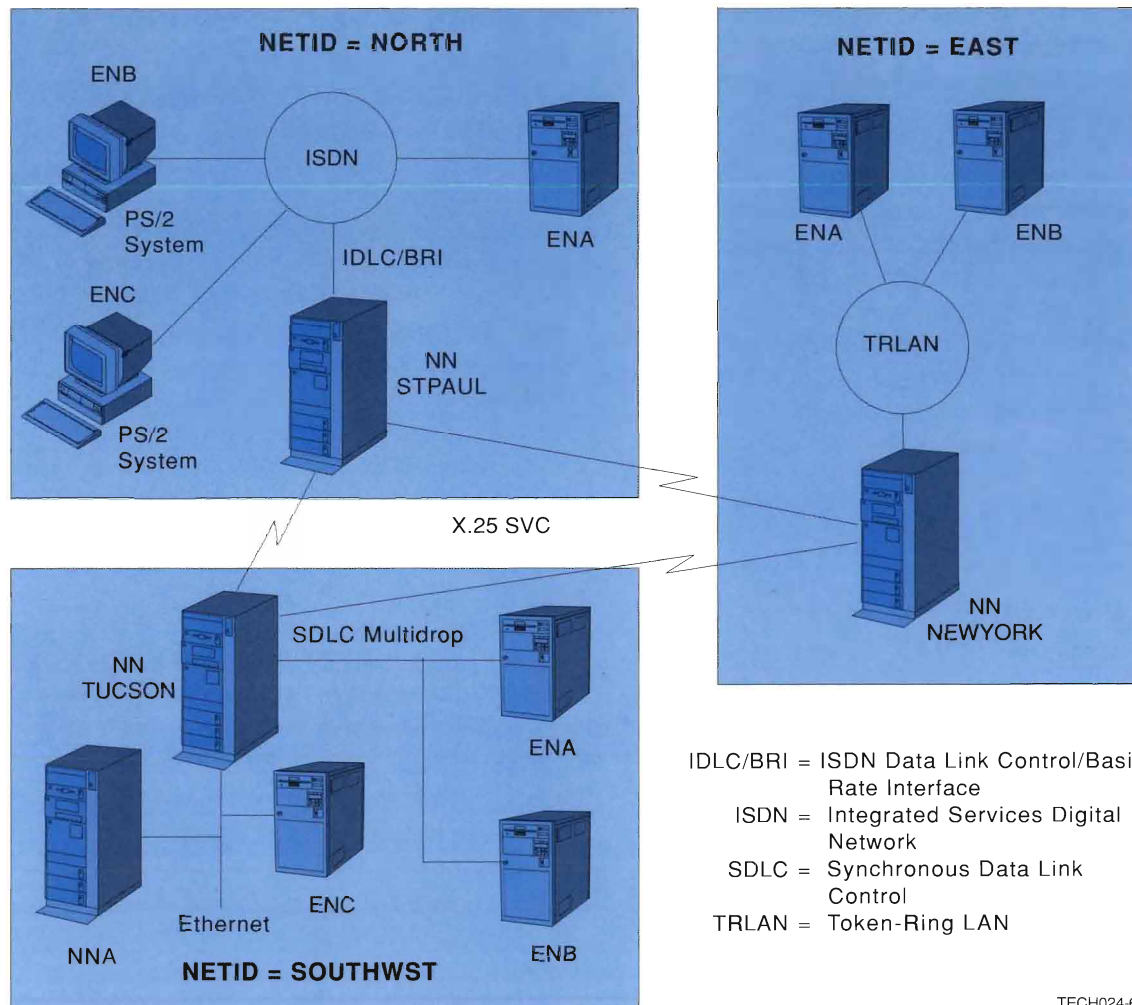 NETID = NORTH
ENB
ISDN
PS/2
System
ENA
IDLC/BRI
ENC
NN
STPAUL
PS/2
System
NETID = EAST
ENA
ENB
TRLAN
NN
NEWYORK
X.25 SVC
SDLC Multidrop
NN
TUCSON
ENA
ENC
Ethernet
NNA
ENB
NETID = SOUTHWST
IDLC/BRI = ISDN Data Link Control/Basi
Rate Interface
ISDN = Integrated Services Digital
Network
SDLC = Synchronous Data Link
Control
TRLAN = Token-Ring LAN